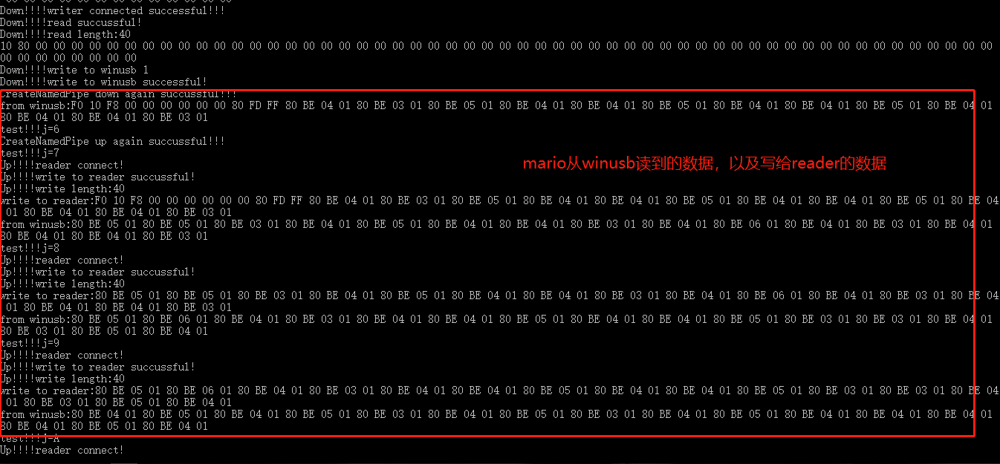 Down!!!!writer connected successful!!!
Down!!!!read succussful!
Down!!!!read length:40
10 80 00 00 00 00 00 00 00 00 00 00 00 00 00 00 00 00 00 00 00 00 00 00 00 00 00 00 00 00 00 00 00 00 00 00 00 00 00 00 00 00 00 00 00 00 00 00 00 00 00 00 00 00 00 00
00 00 00 00 00 00 00 00
Down!!!!write to winusb 1
Down!!!!write to winusb successful!
CreateNamedPipe down again succussful!!!
from winusb:F0 10 F8 00 00 00 00 00 00 80 FD FF 80 BE 04 01 80 BE 03 01 80 BE 05 01 80 BE 04 01 80 BE 04 01 80 BE 05 01 80 BE 04 01 80 BE 04 01 80 BE 05 01 80 BE 04 01
80 BE 04 01 80 BE 04 01 80 BE 03 01
test!!!j=6
CreateNamedPipe up again succussful!!!
test!!!j=7
Up!!!!reader connect!
Up!!!!write to reader succussful!
Up!!!!write length:40
write to reader:F0 10 F8 00 00 00 00 00 00 80 FD FF 80 BE 04 01 80 BE 03 01 80 BE 05 01 80 BE 04 01 80 BE 04 01 80 BE 05 01 80 BE 04 01 80 BE 04 01 80 BE 05 01 80 BE 04
01 80 BE 04 01 80 BE 04 01 80 BE 03 01
from winusb:80 BE 05 01 80 BE 05 01 80 BE 03 01 80 BE 04 01 80 BE 05 01 80 BE 04 01 80 BE 04 01 80 BE 03 01 80 BE 04 01 80 BE 06 01 80 BE 04 01 80 BE 03 01 80 BE 04 01
80 BE 04 01 80 BE 04 01 80 BE 03 01
test!!!j=8
Up!!!!reader connect!
Up!!!!write to reader succussful!
Up!!!!write length:40
write to reader:80 BE 05 01 80 BE 05 01 80 BE 03 01 80 BE 04 01 80 BE 05 01 80 BE 04 01 80 BE 04 01 80 BE 03 01 80 BE 04 01 80 BE 06 01 80 BE 04 01 80 BE 03 01 80 BE 04
01 80 BE 04 01 80 BE 04 01 80 BE 03 01
from winusb:80 BE 05 01 80 BE 06 01 80 BE 04 01 80 BE 03 01 80 BE 04 01 80 BE 04 01 80 BE 05 01 80 BE 04 01 80 BE 04 01 80 BE 05 01 80 BE 03 01 80 BE 03 01 80 BE 04 01
80 BE 03 01 80 BE 05 01 80 BE 04 01
test!!!j=9
Up!!!!reader connect!
Up!!!!write to reader succussful!
Up!!!!write length:40
write to reader:80 BE 05 01 80 BE 06 01 80 BE 04 01 80 BE 03 01 80 BE 04 01 80 BE 04 01 80 BE 05 01 80 BE 04 01 80 BE 04 01 80 BE 05 01 80 BE 03 01 80 BE 03 01 80 BE 04
01 80 BE 03 01 80 BE 05 01 80 BE 04 01
from winusb:80 BE 04 01 80 BE 05 01 80 BE 04 01 80 BE 05 01 80 BE 03 01 80 BE 04 01 80 BE 05 01 80 BE 03 01 80 BE 04 01 80 BE 05 01 80 BE 04 01 80 BE 04 01 80 BE 04 01
80 BE 04 01 80 BE 05 01 80 BE 04 01
test!!!j=A
Up!!!!reader connect!
mario从winusb读到的数据，以及写给reader的数据